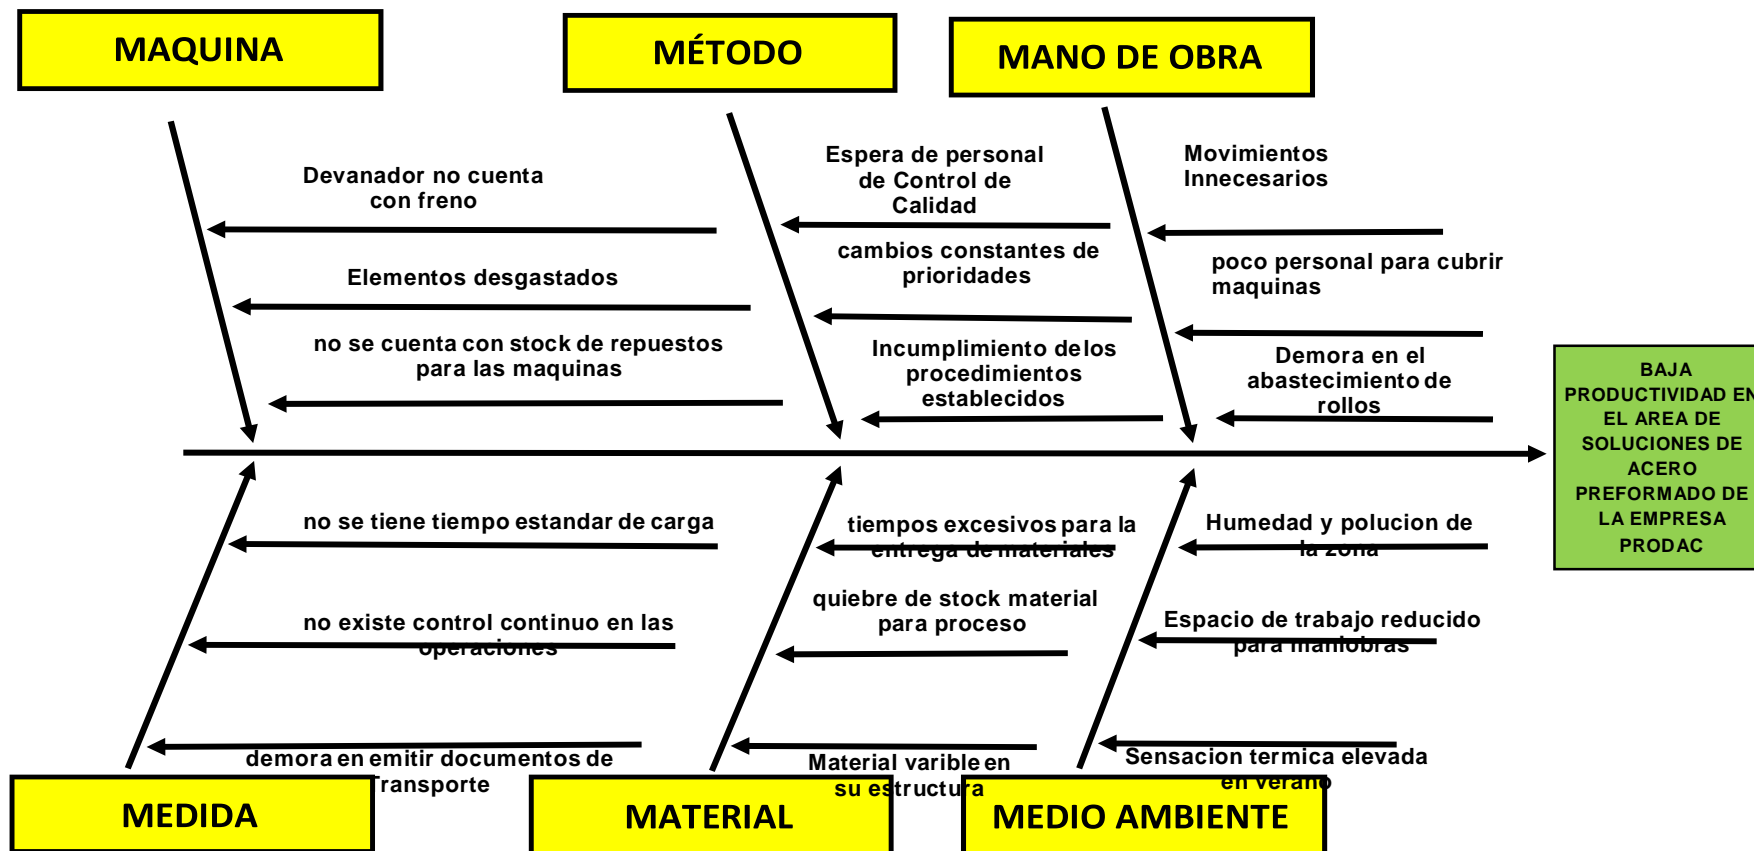 MAQUINA
MÉTODO
MANO DE OBRA
Devanador no cuenta
con freno
Elementos desgastados
no se cuenta con stock de repuestos
para las maquinas
Espera de personal
de Control de
Calidad
cambios constantes de
prioridades
Incumplimiento de los
procedimientos
establecidos
Movimientos
Innecesarios
poco personal para cubrir
maquinas
Demora en el
abastecimiento de
rollos
BAJA
PRODUCTIVIDAD EN
EL AREA DE
SOLUCIONES DE
ACERO
PREFORMADO DE
LA EMPRESA
PRODAC
no se tiene tiempo estandar de carga
no existe control continuo en las
operaciones
demora en emitir documentos de
Transporte
tiempos excesivos para la
entrega de materiales
quiebre de stock material
para proceso
Material varible en
su estructura
Humedad y polucion de
la zona
Espacio de trabajo reducido
para maniobras
Sensacion termica elevada
en verano
MEDIDA
MATERIAL
MEDIO AMBIENTE